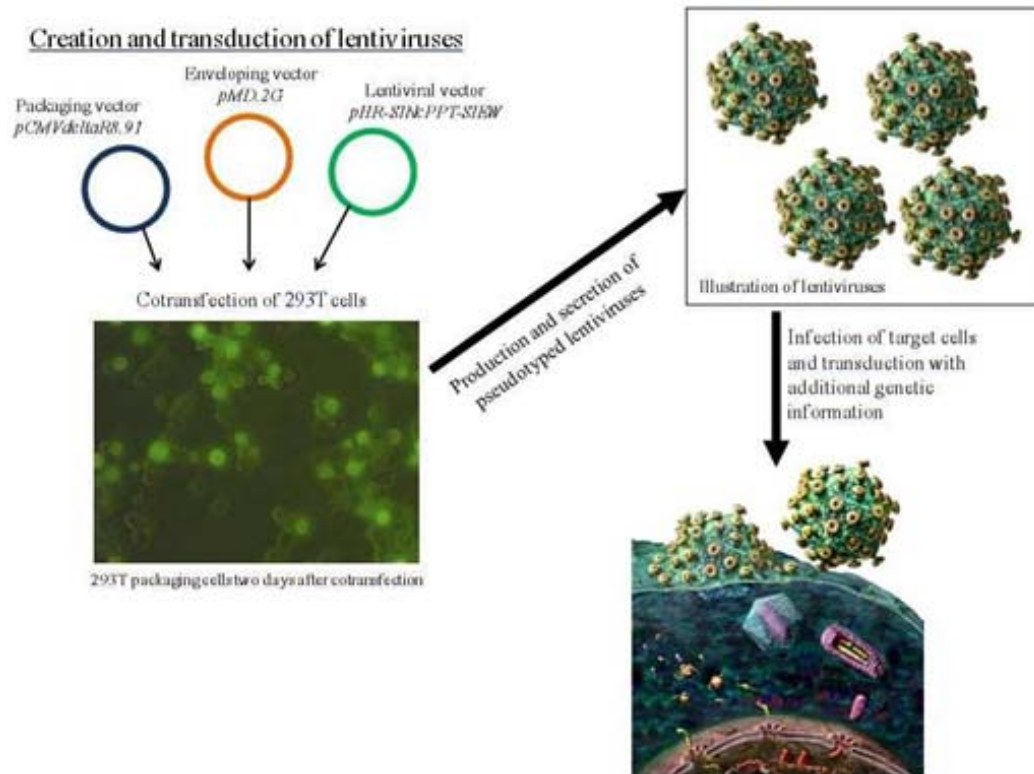 Creation and transduction of lentiviruses
Enveloping vector
pMD.2G
Packaging vector
pCMVdeltaR8.91
Lentiviral vector
pHR-SINcPPT-SIEW
Cotransfection of 293T cells
293T packaging cells two days after cotransfection
Production and secretion of
pseudotyped lentiviruses
Illustration of lentiviruses
Infection of target cells
and transduction with
additional genetic
information